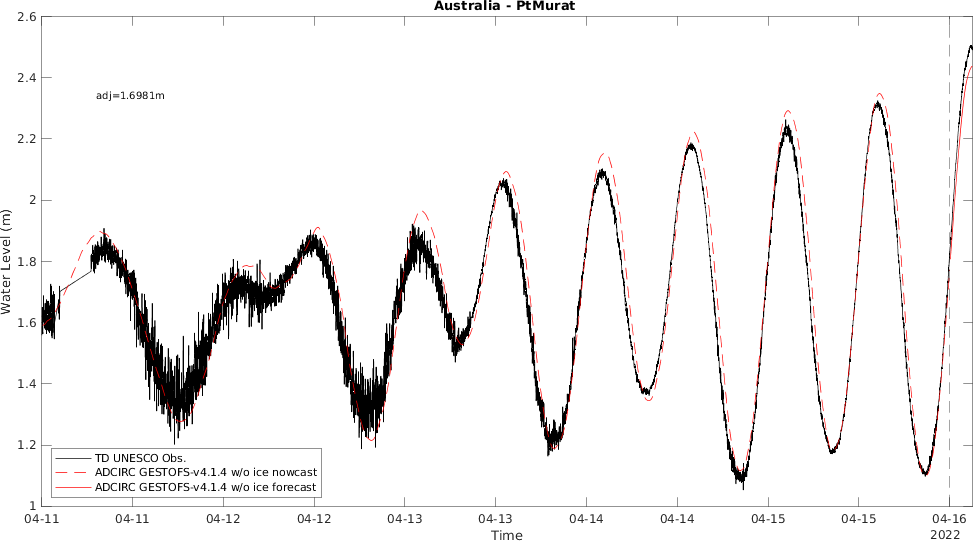 Australia - PtMurat
2.6
2.4
2.2
2
1.8
1.6
1.4
1.2
1
Water Level (m)
adj=1.6981m
TD UNESCO Obs.
ADCIRC GESTOFS-v4.1.4 w/o ice nowcast
ADCIRC GESTOFS-v4.1.4 w/o ice forecast
04-11 04-11 04-12 04-12 04-13 04-13 04-14 04-14 04-15 04-15 04-16
Time 2022